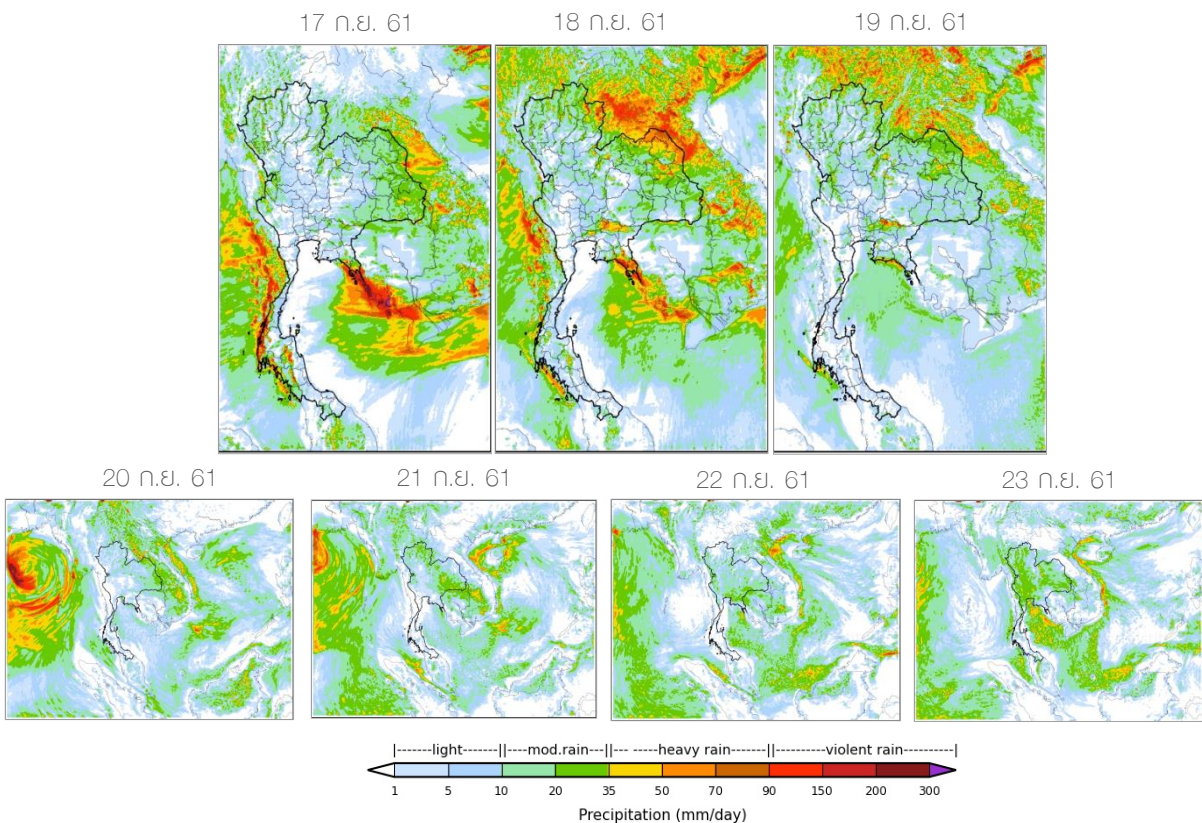 17 ก.ย. 61
18 ก.ย. 61
19 ก.ย. 61
20 ก.ย. 61
21 ก.ย. 61
22 ก.ย. 61
23 ก.ย. 61
|-------light-------||----mod.rain---||--- -----heavy rain-------||----------violent rain----------|
1 5 10 20 35 50 70 90 150 200 300
Precipitation (mm/day)